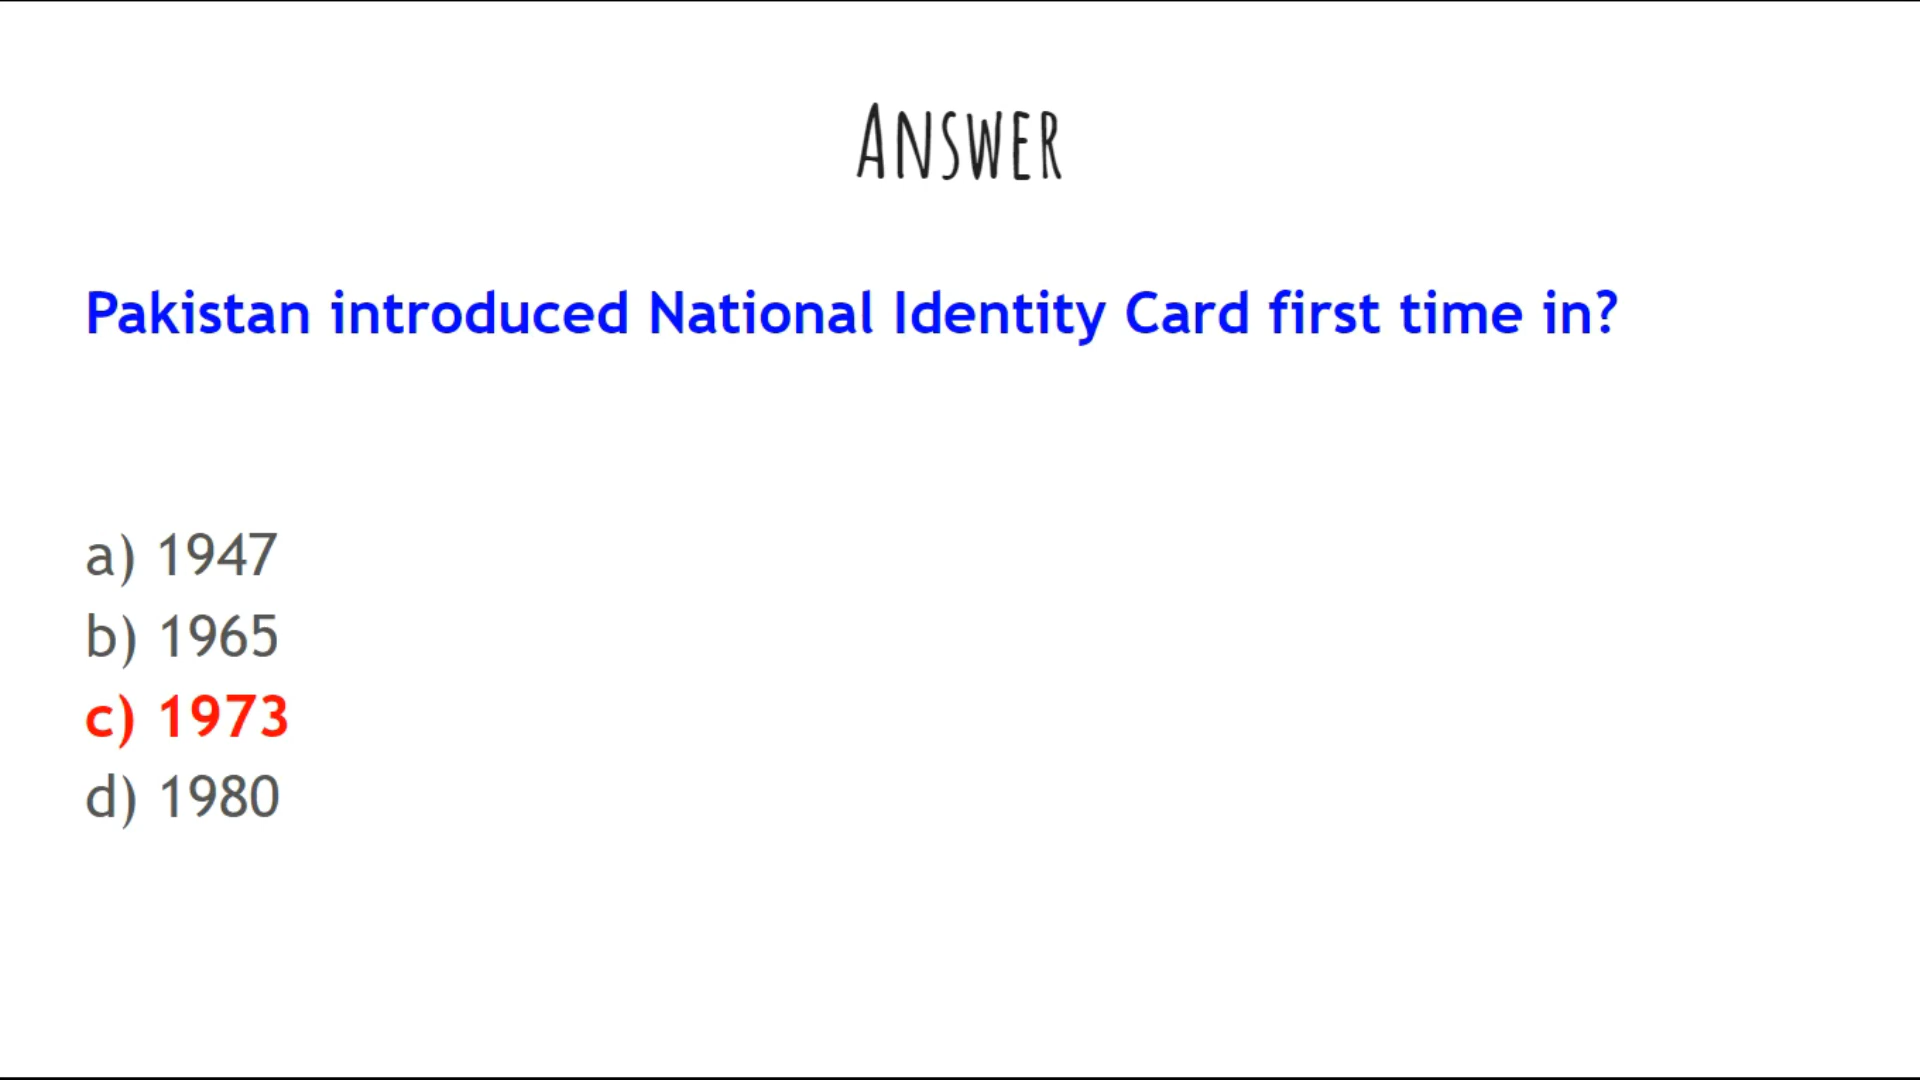 Answer
Pakistan introduced National Identity Card first time in?
a) 1947
b) 1965
c) 1973
d) 1980